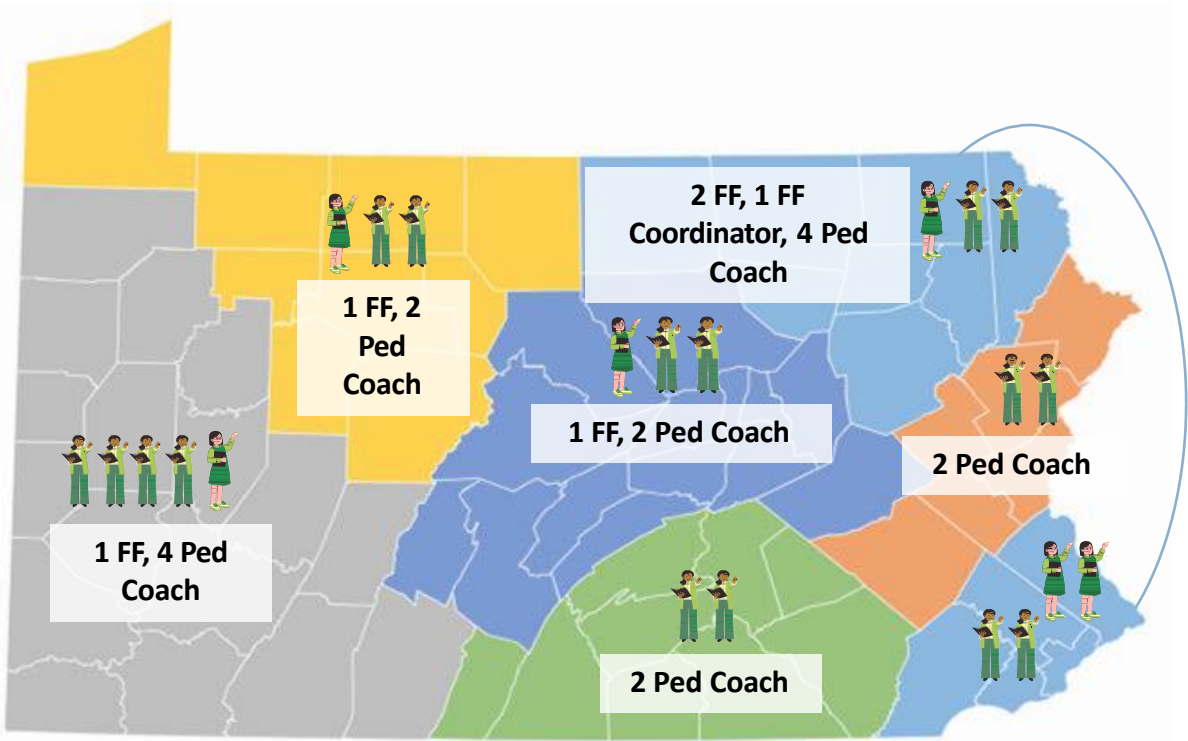 2 FF, 1 FF
Coordinator, 4 Ped
Coach
1 FF, 2
Ped
Coach
1 FF, 2 Ped Coach
2 Ped Coach
1 FF, 4 Ped
Coach
2 Ped Coach